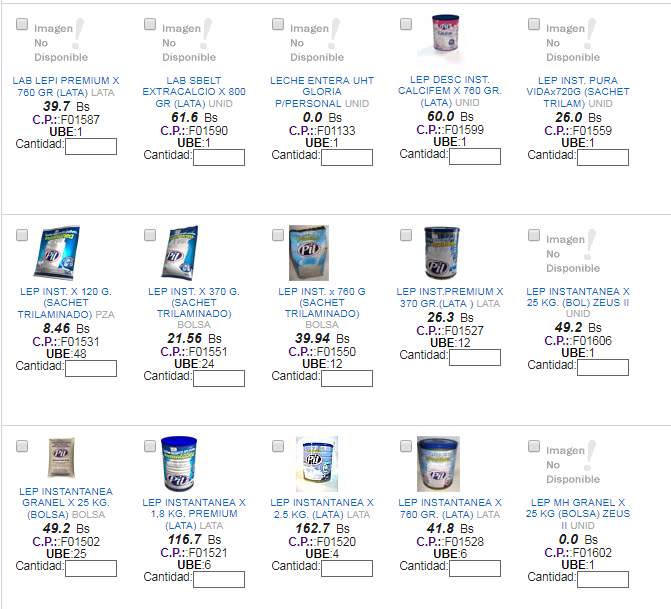 Imagen
No
Disponible
LAB LEPI PREMIUM X
760 GR (LATA) LATA
39.7 Bs
C.P.::F01587
UBE:1
Cantidad:
Imagen
No
Disponible
LAB SBELT
EXTRACALCIO X 800
GR (LATA) UNID
61.6 Bs
C.P.::F01590
UBE:1
Cantidad:
Imagen
No
Disponible
LECHE ENTERA UHT
GLORIA
P/PERSONAL UNID
0.0 Bs
C.P.::F01133
UBE:1
Cantidad:
LEP DESC INST.
CALCIFEM X 760 GR.
(LATA) UNID
60.0 Bs
C.P.::F01599
UBE:1
Cantidad:
Imagen
No
Disponible
LEP INST. PURA
VIDAx720G (SACHET
TRILAM) UNID
26.0 Bs
C.P.::F01559
UBE:1
Cantidad:
Pil
LEP INST. X 120 G.
(SACHET
TRILAMINADO) PZA
8.46 Bs
C.P.::F01531
UBE:48
Cantidad:
Pil
LEP INST. X 370 G.
(SACHET
TRILAMINADO)
BOLSA
21.56 Bs
C.P.::F01551
UBE:24
Cantidad:
Pil
LEP INST. x 760 G
(SACHET
TRILAMINADO)
BOLSA
39.94 Bs
C.P.::F01550
UBE:12
Cantidad:
Pil
LEP INST.PREMIUM X
370 GR.(LATA ) LATA
26.3 Bs
C.P.::F01527
UBE:12
Cantidad:
Imagen
No
Disponible
LEP INSTANTANEA X
25 KG. (BOL) ZEUS II
UNID
49.2 Bs
C.P.::F01606
UBE:1
Cantidad:
LEP INSTANTANEA
GRANEL X 25 KG.
(BOLSA) BOLSA
49.2 Bs
C.P.::F01502
UBE:25
Cantidad:
Pil
LEP INSTANTANEA X
1,8 KG. PREMIUM
(LATA) LATA
116.7 Bs
C.P.::F01521
UBE:6
Cantidad:
Pil
LEP INSTANTANEA X
2.5 KG. (LATA) LATA
162.7 Bs
C.P.::F01520
UBE:4
Cantidad:
Pil
LEP INSTANTANEA X
760 GR. (LATA) LATA
41.8 Bs
C.P.::F01528
UBE:6
Cantidad:
Imagen
No
Disponible
LEP MH GRANEL X
25 KG (BOLSA) ZEUS
II UNID
0.0 Bs
C.P.::F01602
UBE:1
Cantidad: